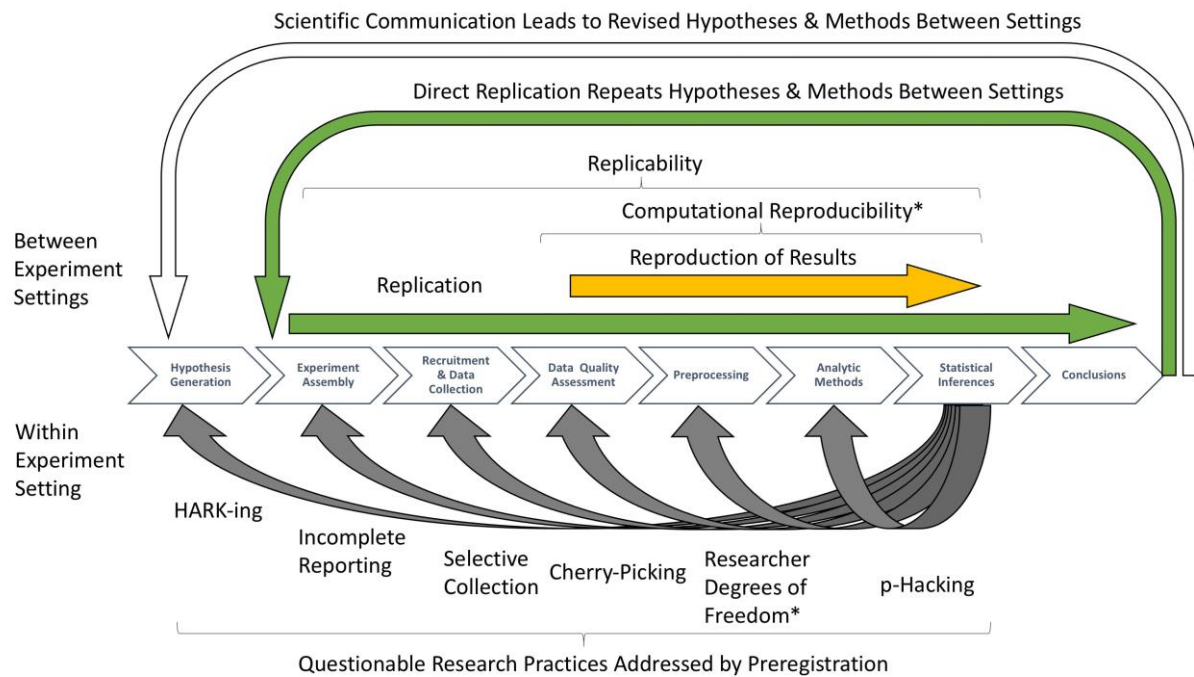 Scientific Communication Leads to Revised Hypotheses & Methods Between Settings
Direct Replication Repeats Hypotheses & Methods Between Settings
Replicability
Computational Reproducibility*
Reproduction of Results
Replication
Between
Experiment
Settings
Hypothesis
Generation
Experiment
Assembly
Recruitment
& Data
Collection
Data Quality
Assessment
Preprocessing
Analytic
Methods
Statistical
Inferences
Conclusions
Within
Experiment
Setting
HARK-ing
Incomplete
Reporting
Selective
Collection
Cherry-Picking
Researcher
Degrees of
Freedom*
p-Hacking
Questionable Research Practices Addressed by Preregistration